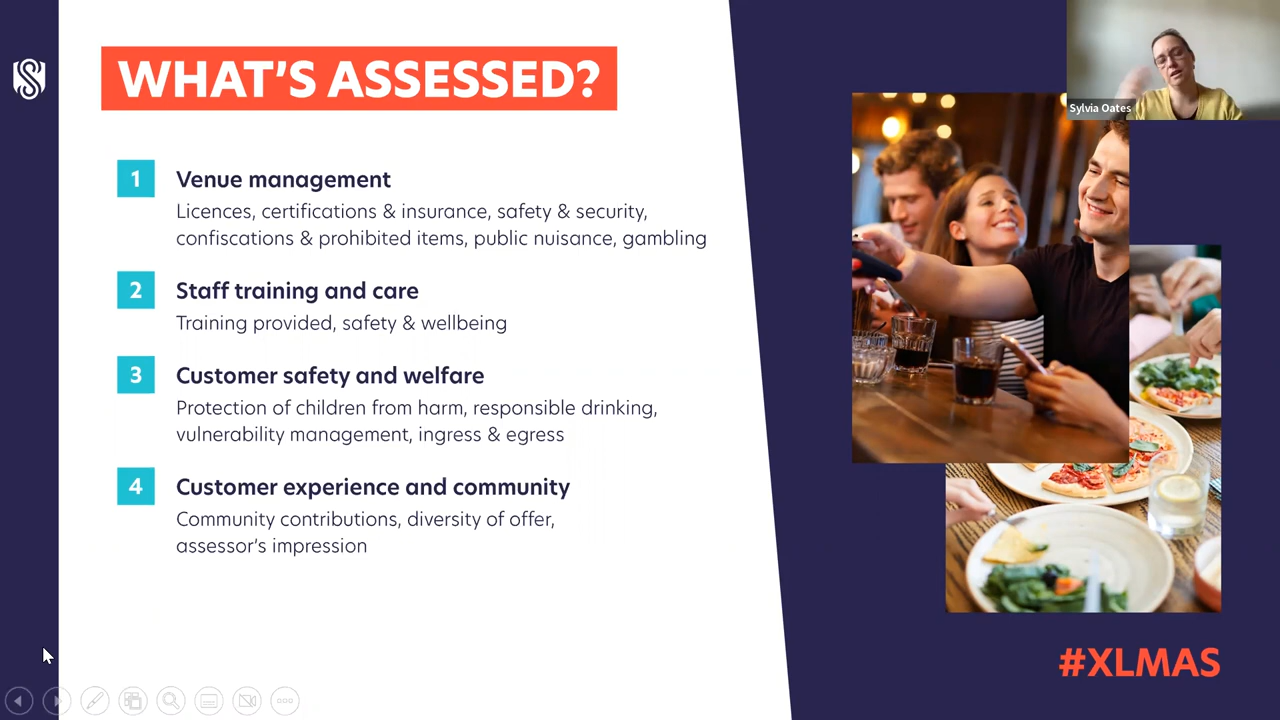 WHAT'S ASSESSED?
Sylvia Oates
1
Venue management
Licences, certifications & insurance, safety & security,
confiscations & prohibited items, public nuisance, gambling
2
Staff training and care
Training provided, safety & wellbeing
3
Customer safety and welfare
Protection of children from harm, responsible drinking,
vulnerability management, ingress & egress
4
Customer experience and community
Community contributions, diversity of offer,
assessor's impression
#XLMAS